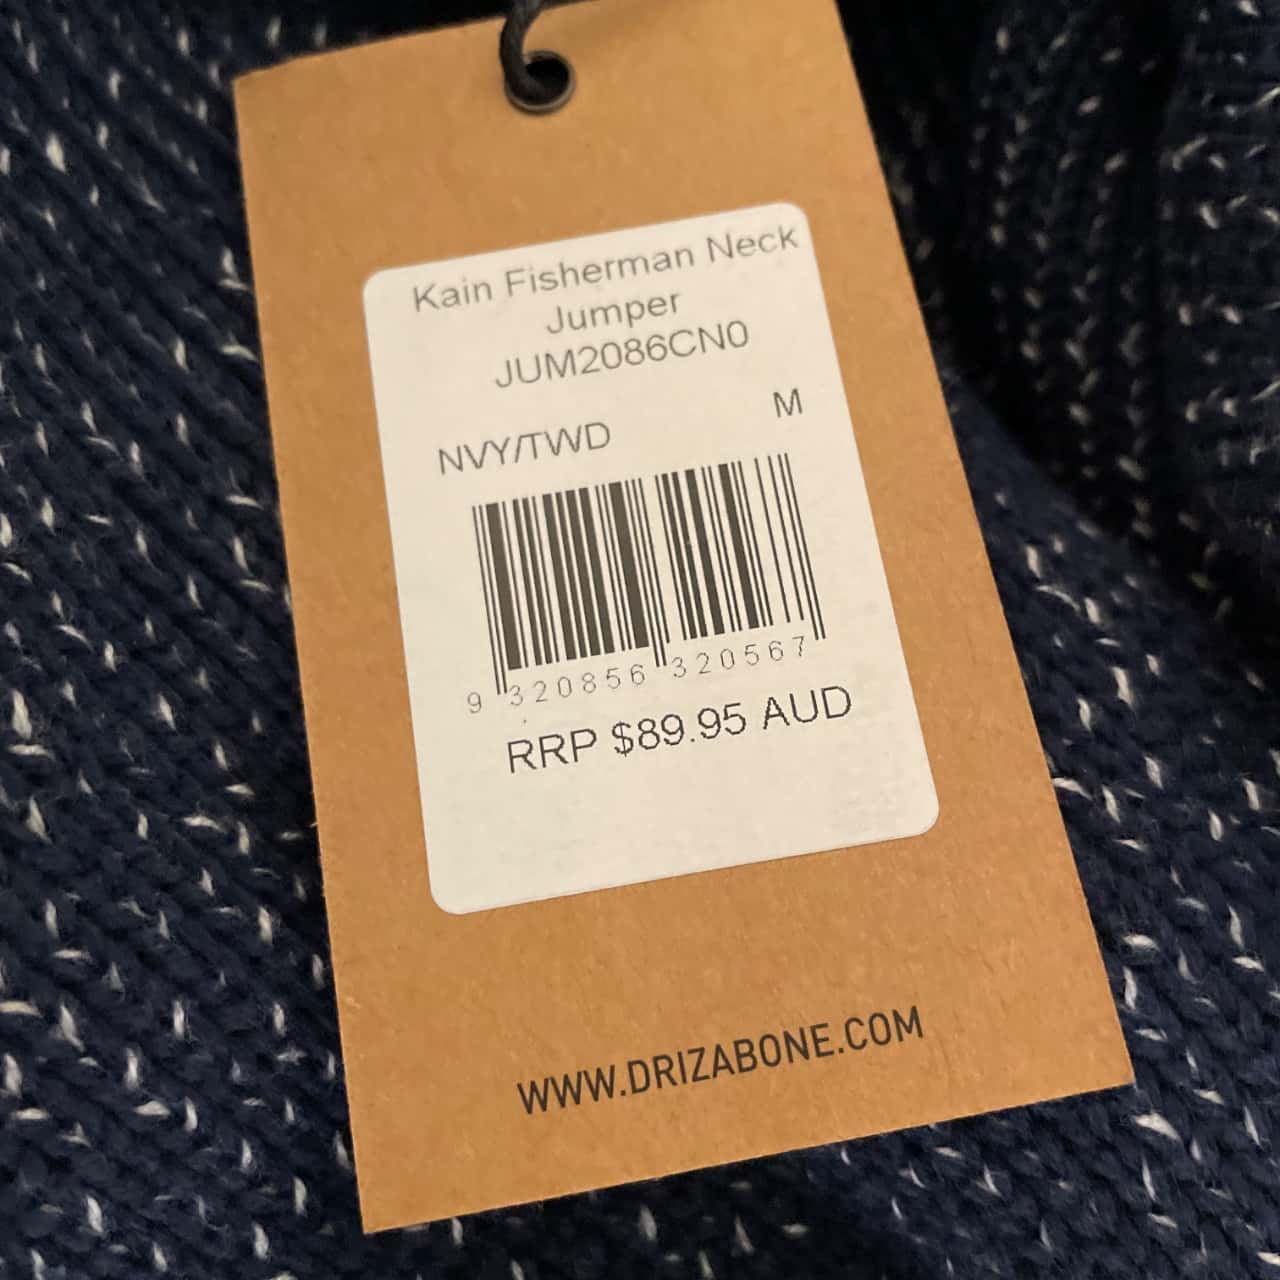 Kain Fisherman Neck
Jumper
JUM2086CN0
NVY/TWD M
9 320856 320567
RRP $89.95 AUD
WWW.DRIZABONE.COM